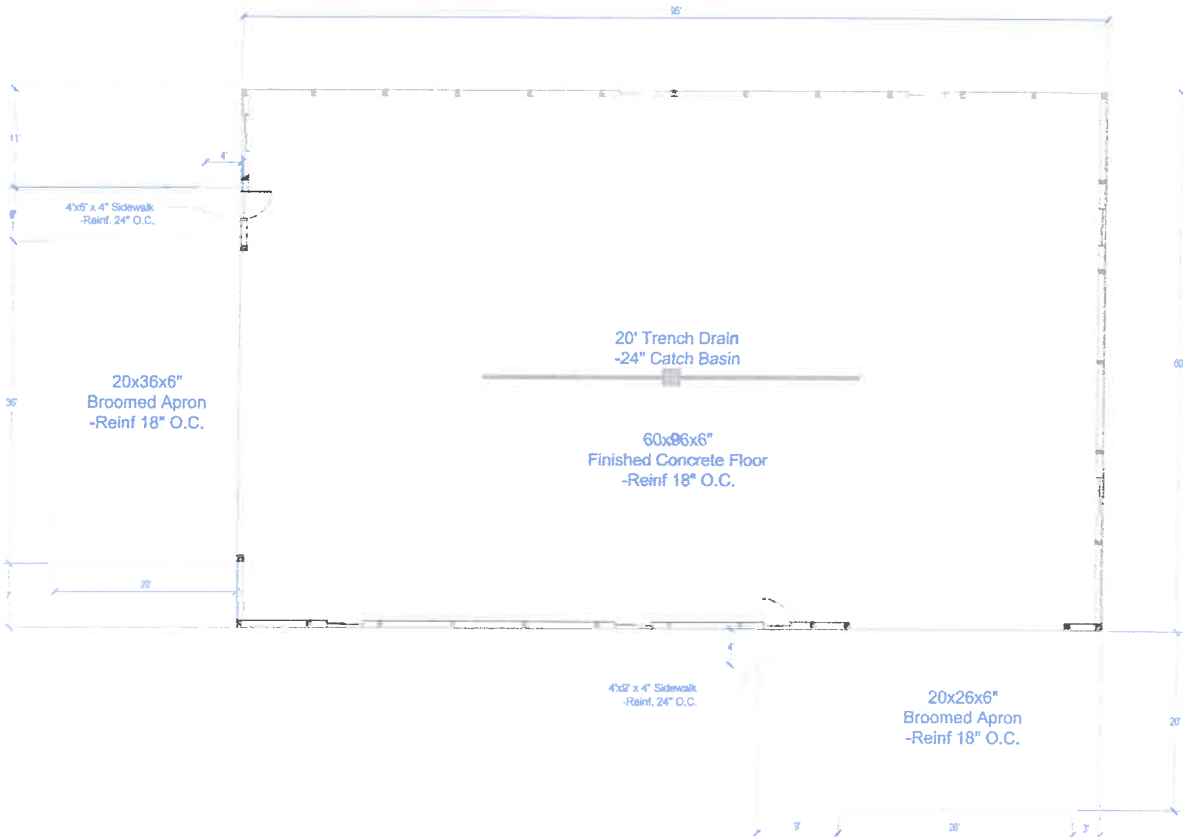 96'
11'
4'
4'x6' x 4" Sidewalk
-Reinf. 24" O.C.
6'
20' Trench Drain
-24" Catch Basin
60'
20x36x6"
Broomed Apron
-Reinf 18" O.C.
36'
60x96x6"
Finished Concrete Floor
-Reinf 18" O.C.
20'
7'
4'
4'x9' x 4" Sidewalk
-Reinf. 24" O.C.
20x26x6"
Broomed Apron
-Reinf 18" O.C.
20'
9'
26'
3'